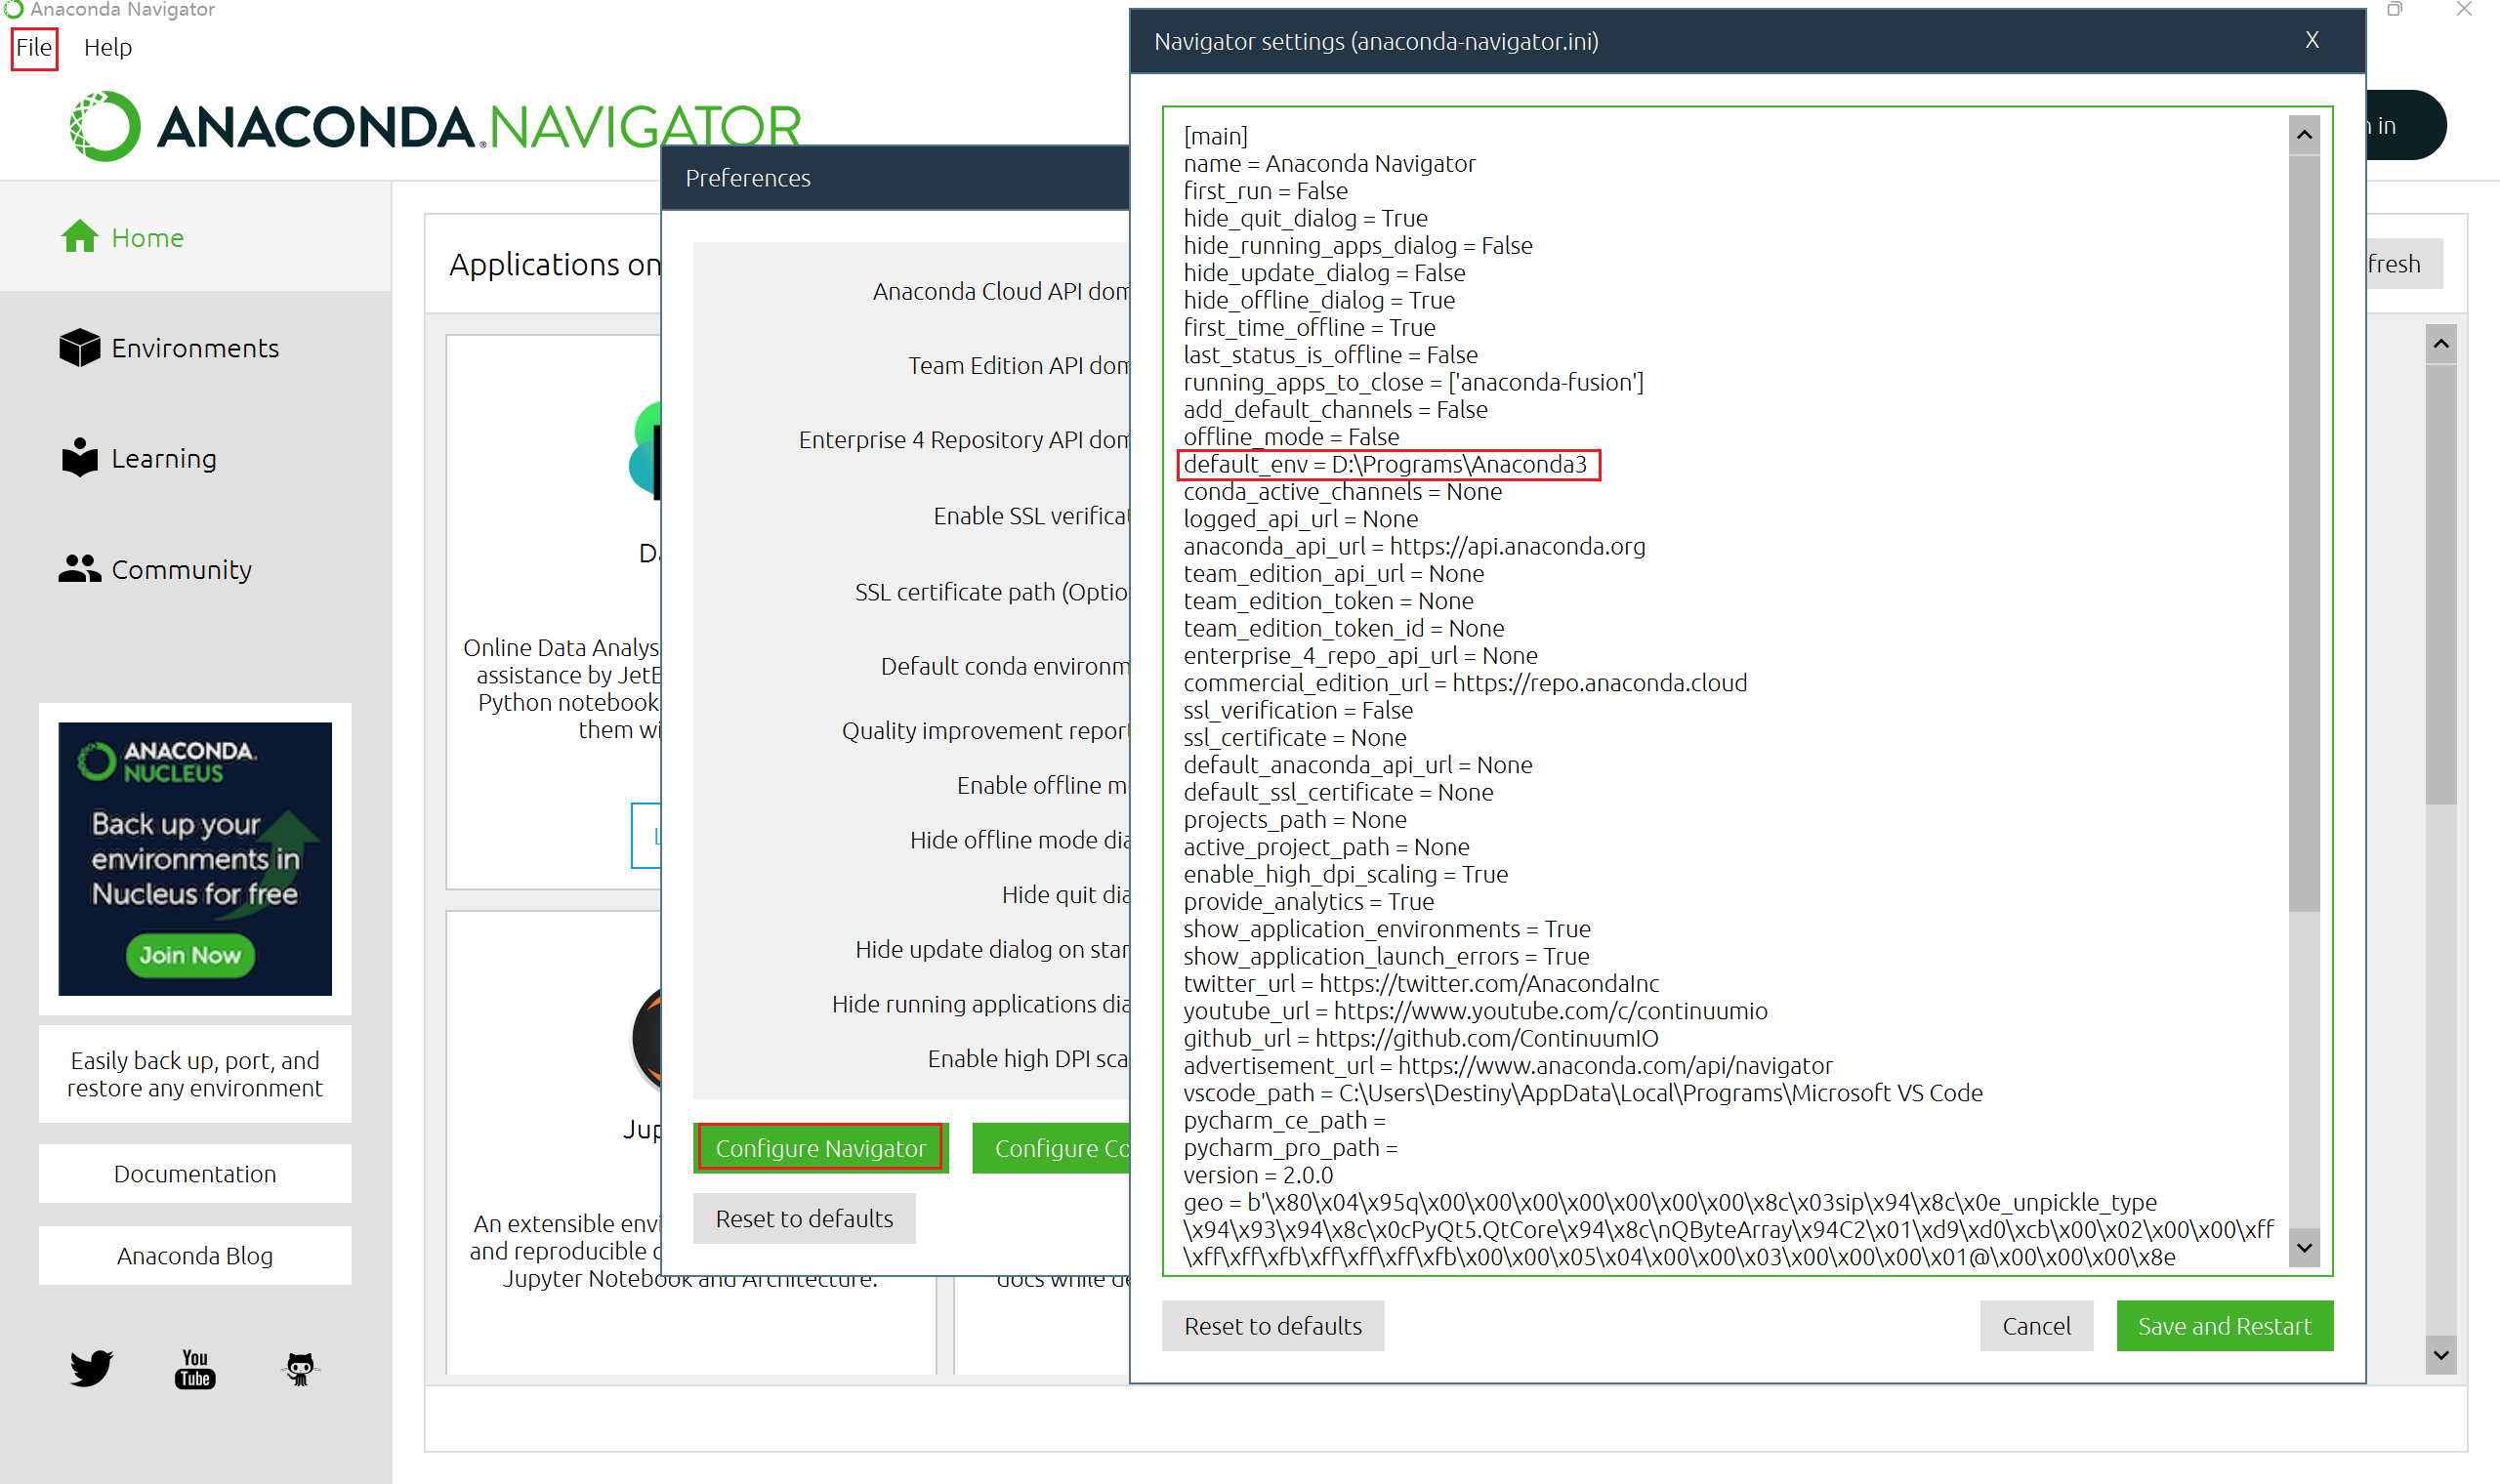 Anaconda Navigator
File Help
ANACONDA.NAVIGATOR
Home
Environments
Learning
Community
ANACONDA.
NUCLEUS
Back up your
environments in
Nucleus for free
Join Now
Easily back up, port, and
restore any environment
Documentation
Anaconda Blog
You
Tube
Applications on
Online Data Analys
assistance by JetB
Python notebook
them wi
Jup
An extensible envi
and reproducible
Jupyter Notebook and Architecture.
docs while de
Preferences
Anaconda Cloud API dom
Team Edition API dom
Enterprise 4 Repository API dom
Enable SSL verificat
SSL certificate path (Optio
Default conda environm
Quality improvement report
Enable offline m
Hide offline mode dia
Hide quit dia
Hide update dialog on star
Hide running applications dia
Enable high DPI sca
Configure Navigator
Configure Co
Reset to defaults
Navigator settings (anaconda-navigator.ini)
X
[main]
name = Anaconda Navigator
first_run = False
hide_quit_dialog = True
hide_running_apps_dialog = False
hide_update_dialog = False
hide_offline_dialog = True
first_time_offline = True
last_status_is_offline = False
running_apps_to_close = ['anaconda-fusion']
add_default_channels = False
offline_mode = False
default_env = D:\Programs\Anaconda3
conda_active_channels = None
logged_api_url = None
anaconda_api_url = https://api.anaconda.org
team_edition_api_url = None
team_edition_token = None
team_edition_token_id = None
enterprise_4_repo_api_url = None
commercial_edition_url = https://repo.anaconda.cloud
ssl_verification = False
ssl_certificate = None
default_anaconda_api_url = None
default_ssl_certificate = None
projects_path = None
active_project_path = None
enable_high_dpi_scaling = True
provide_analytics = True
show_application_environments = True
show_application_launch_errors = True
twitter_url = https://twitter.com/AnacondaInc
youtube_url = https://www.youtube.com/c/continuumio
github_url = https://github.com/ContinuumIO
advertisement_url = https://www.anaconda.com/api/navigator
vscode_path = C:\Users\Destiny\AppData\Local\Programs\Microsoft VS Code
pycharm_ce_path =
pycharm_pro_path =
version = 2.0.0
geo = b'\x80\x04\x95q\x00\x00\x00\x00\x00\x00\x00\x8c\x03sip\x94\x8c\x0e_unpickle_type
\x94\x93\x94\x8c\x0cPyQt5.QtCore\x94\x8c\nQByteArray\x94C2\x01\xd9\xd0\xcb\x00\x02\x00\x00\xff
\xff\xff\xfb\xff\xff\xff\xfb\x00\x00\x05\x04\x00\x00\x03\x00\x00\x00\x01@\x00\x00\x00\x8e
Reset to defaults
Cancel
Save and Restart
in
fresh